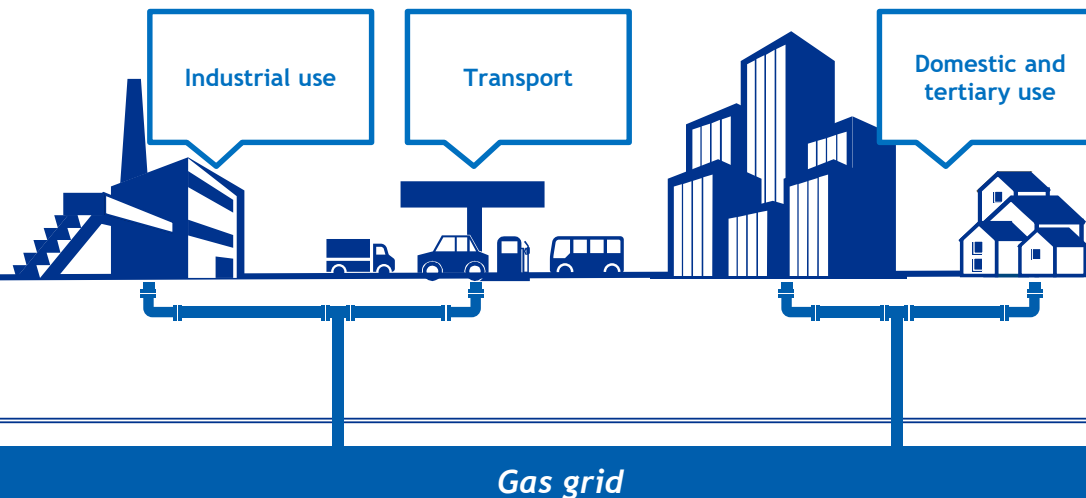 Industrial use
Transport
Domestic and
tertiary use
Gas grid